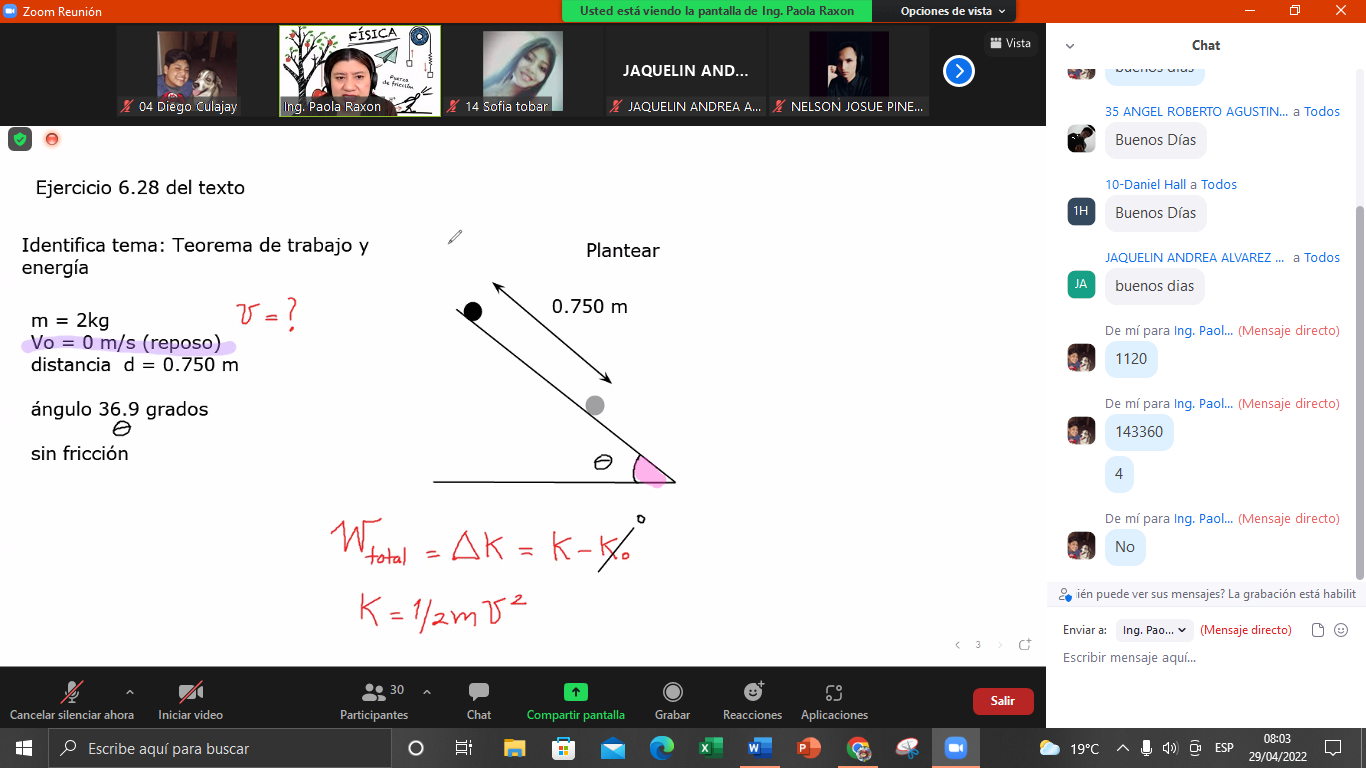 Zoom Reunión
Usted está viendo la pantalla de Ing. Paola Raxon
Opciones de vista
04 Diego Culajay
FÍSICA
Fuerza de fricción
Ing. Paola Raxon
14 Sofia tobar
JAQUELIN AND...
JAQUELIN ANDREA A...
NELSON JOSUE PINE...
Vista
Ejercicio 6.28 del texto
Identifica tema: Teorema de trabajo y
energía
Plantear
m = 2kg
v = ?
0.750 m
Vo = 0 m/s (reposo)
distancia d = 0.750 m
ángulo 36.9 grados
θ
sin fricción
θ
W total = ΔK = K - K₀ 0
K = 1/2 m v²
3
Chat
buenos dias
35 ANGEL ROBERTO AGUSTIN... a Todos
Buenos Días
10-Daniel Hall a Todos
1H
Buenos Días
JAQUELIN ANDREA ALVAREZ ... a Todos
JA
buenos dias
De mí para Ing. Paol... (Mensaje directo)
1120
De mí para Ing. Paol... (Mensaje directo)
143360
4
De mí para Ing. Paol... (Mensaje directo)
No
ién puede ver sus mensajes? La grabación está habilit
Enviar a: Ing. Pao... (Mensaje directo)
Escribir mensaje aquí...
Cancelar silenciar ahora
Iniciar video
30
Participantes
Chat
Compartir pantalla
Grabar
Reacciones
Aplicaciones
Salir
Escribe aquí para buscar
19°C
ESP
08:03
29/04/2022